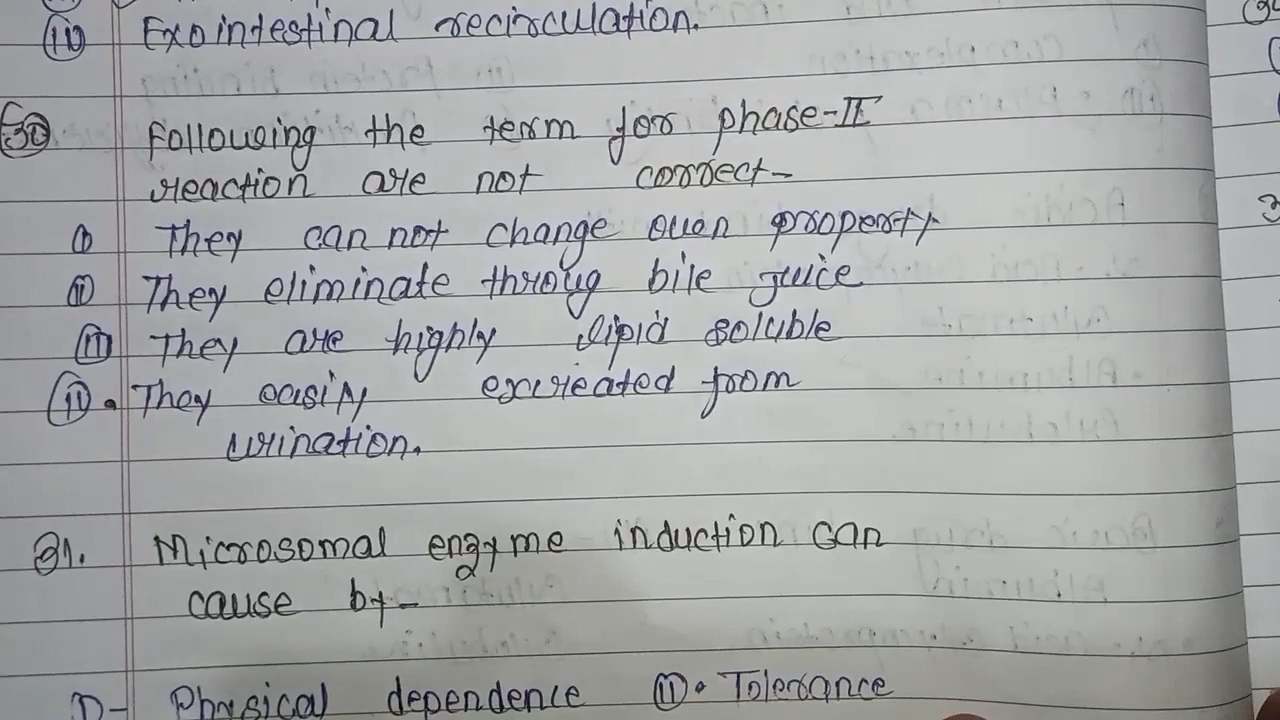 (iv) Exointestinal recirculation.
30 Following the term for phase-II
reaction are not correct-
(i) They can not change ouen property
(ii) They eliminate throug bile juice
(iii) They are highly lipid soluble
They easily excreated from
urination.
31. Microsomal enzyme induction can
cause by-
i)- Physical dependence (ii). Tolerance